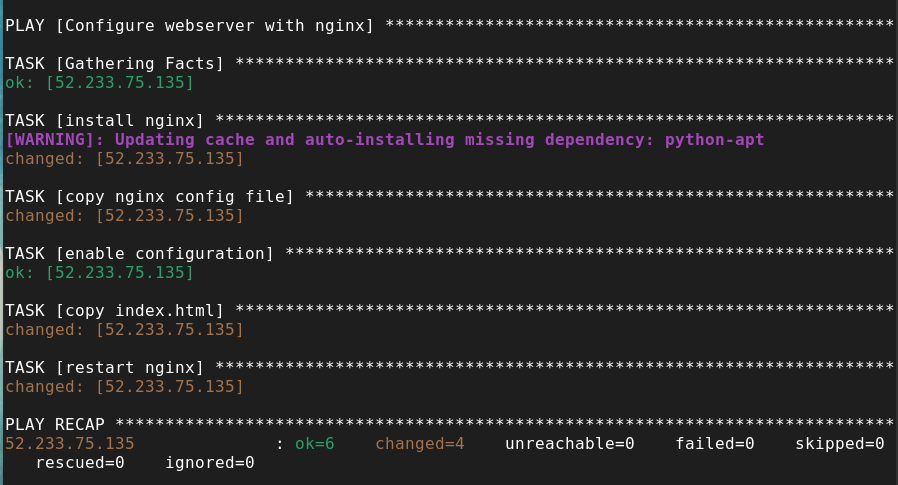 PLAY [Configure webserver with nginx] ***************************************************
TASK [Gathering Facts] ******************************************************************
ok: [52.233.75.135]
TASK [install nginx] ********************************************************************
[WARNING]: Updating cache and auto-installing missing dependency: python-apt
changed: [52.233.75.135]
TASK [copy nginx config file] ***********************************************************
changed: [52.233.75.135]
TASK [enable configuration] *************************************************************
ok: [52.233.75.135]
TASK [copy index.html] ******************************************************************
changed: [52.233.75.135]
TASK [restart nginx] ********************************************************************
changed: [52.233.75.135]
PLAY RECAP ******************************************************************************
52.233.75.135              : ok=6    changed=4    unreachable=0    failed=0    skipped=0
   rescued=0    ignored=0